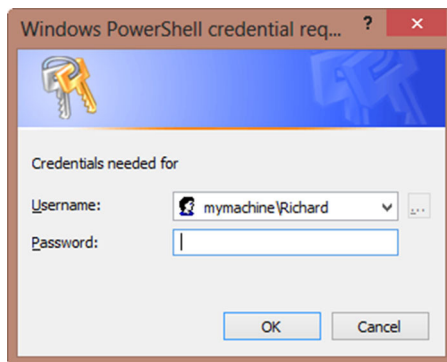 Windows PowerShell credential req... ?
Credentials needed for
Username: mymachine\Richard ...
Password:
OK Cancel